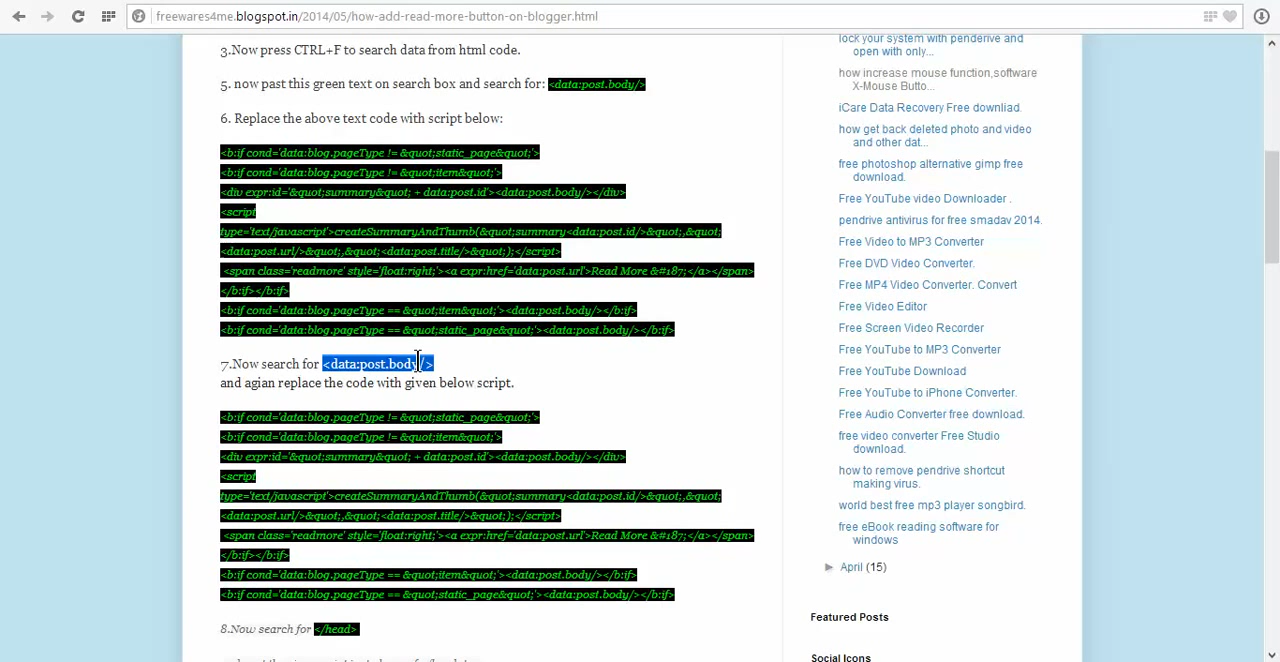 freewares4me.blogspot.in/2014/05/how-add-read-more-button-on-blogger.html
3.Now press CTRL+F to search data from html code.
5. now past this green text on search box and search for: <data:post.body/>
6. Replace the above text code with script below:
<b:if cond='data:blog.pageType != &quot;static_page&quot;'>
<b:if cond='data:blog.pageType != &quot;item&quot;'>
<div expr:id='&quot;summary&quot; + data:post.id'><data:post.body/></div>
<script
type='text/javascript'>createSummaryAndThumb(&quot;summary<data:post.id/>&quot;,&quot;
<data:post.url/>&quot;,&quot;<data:post.title/>&quot;);</script>
<span class='readmore' style='float:right;'><a expr:href='data:post.url'>Read More &#187;</a></span>
</b:if></b:if>
<b:if cond='data:blog.pageType == &quot;item&quot;'><data:post.body/></b:if>
<b:if cond='data:blog.pageType == &quot;static_page&quot;'><data:post.body/></b:if>
7.Now search for <data:post.body/>
and agian replace the code with given below script.
<b:if cond='data:blog.pageType != &quot;static_page&quot;'>
<b:if cond='data:blog.pageType != &quot;item&quot;'>
<div expr:id='&quot;summary&quot; + data:post.id'><data:post.body/></div>
<script
type='text/javascript'>createSummaryAndThumb(&quot;summary<data:post.id/>&quot;,&quot;
<data:post.url/>&quot;,&quot;<data:post.title/>&quot;);</script>
<span class='readmore' style='float:right;'><a expr:href='data:post.url'>Read More &#187;</a></span>
</b:if></b:if>
<b:if cond='data:blog.pageType == &quot;item&quot;'><data:post.body/></b:if>
<b:if cond='data:blog.pageType == &quot;static_page&quot;'><data:post.body/></b:if>
8.Now search for </head>
lock your system with penderive and
open with only...
how increase mouse function,software
X-Mouse Butto...
iCare Data Recovery Free downliad.
how get back deleted photo and video
and other dat...
free photoshop alternative gimp free
download.
Free YouTube video Downloader .
pendrive antivirus for free smadav 2014.
Free Video to MP3 Converter
Free DVD Video Converter.
Free MP4 Video Converter. Convert
Free Video Editor
Free Screen Video Recorder
Free YouTube to MP3 Converter
Free YouTube Download
Free YouTube to iPhone Converter.
Free Audio Converter free download.
free video converter Free Studio
download.
how to remove pendrive shortcut
making virus.
world best free mp3 player songbird.
free eBook reading software for
windows
► April (15)
Featured Posts
Social Icons